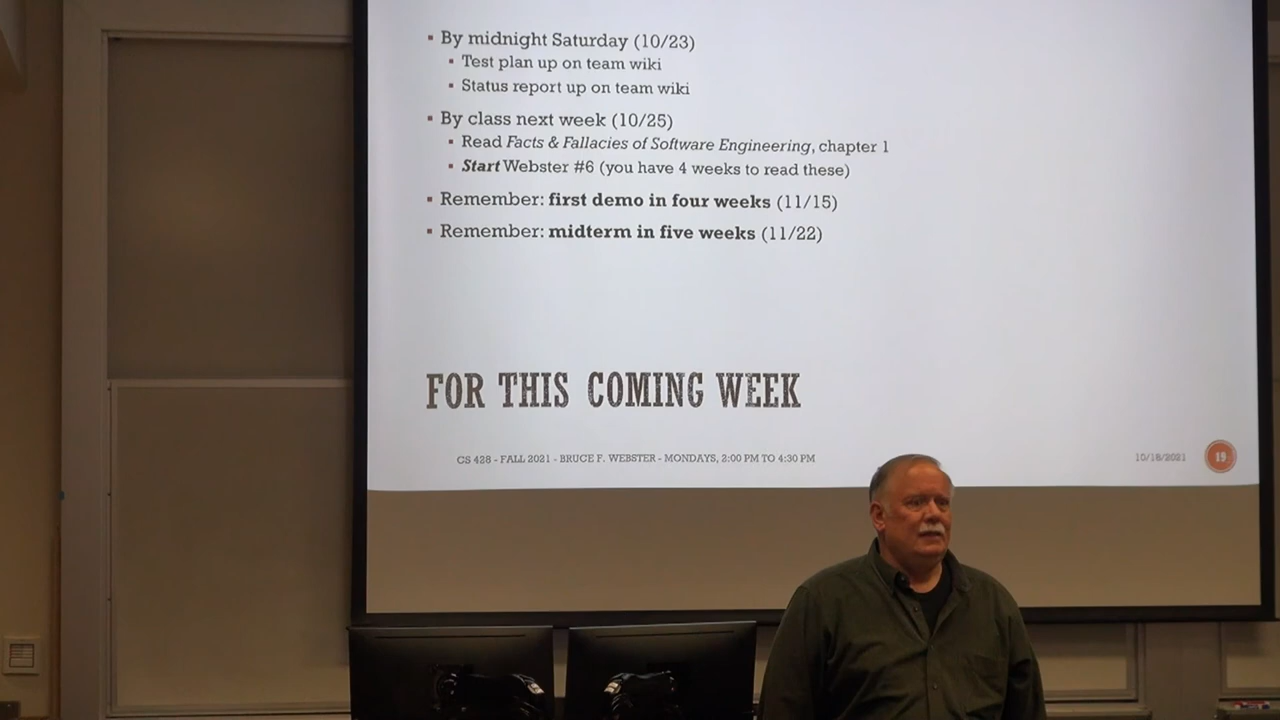 ▪ By midnight Saturday (10/23)
▪ Test plan up on team wiki
▪ Status report up on team wiki
▪ By class next week (10/25)
▪ Read Facts & Fallacies of Software Engineering, chapter 1
▪ Start Webster #6 (you have 4 weeks to read these)
▪ Remember: first demo in four weeks (11/15)
▪ Remember: midterm in five weeks (11/22)
FOR THIS COMING WEEK
CS 428 - FALL 2021 - BRUCE F. WEBSTER - MONDAYS, 2:00 PM TO 4:30 PM
10/18/2021
19